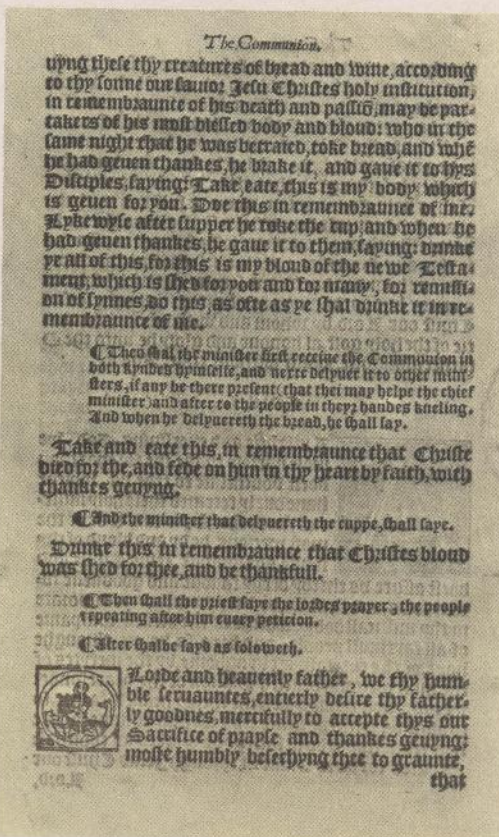 The Communion.
uyng these thy creatures of bread and wine, according
to thy sonne our sauior Jesu Christes holy institution,
in remembraunce of his death and passiõ, may be par-
takers of his most blessed body and bloud: who in the
same night that he was betraied, toke bread, and whẽ
he had geuen thankes, he brake it, and gaue it to hys
Disciples, saying: Take, eate, this is my body which
is geuen for you. Doe this in remembraunce of me.
Lykewyse after supper he toke the cup, and when he
had geuen thankes, he gaue it to them, saying: drinke
ye all of this, for this is my bloud of the newe Testa-
ment, which is shed for you and for many, for remissi-
on of synnes, do this, as ofte as ye shal drinke it in re-
membraunce of me.
¶ Then shal the minister first receiue the Communion in
both kyndes hymselfe, and nexte delyuer it to other mini-
sters, if any be there present (that thei may helpe the chief
minister) and after to the people in theyr handes kneling.
And when he delyuereth the bread, he shall say.
Take and eate this, in remembraunce that Christe
died for the, and fede on him in thy heart by faith, with
thankes geuyng.
¶ And the minister that delyuereth the cuppe, shall saye.
Drinke this in remembraunce that Christes bloud
was shed for thee, and be thankfull.
¶ Then shall the priest saye the lordes prayer, the people
repeating after him euery peticion.
¶ After shalbe sayd as foloweth.
O Lorde and heauenly father, we thy hum-
ble seruauntes, entierly desire thy father-
ly goodnes, mercifully to accepte thys our
Sacrifice of prayse and thankes geuyng:
moste humbly besechyng thee to graunte,
that